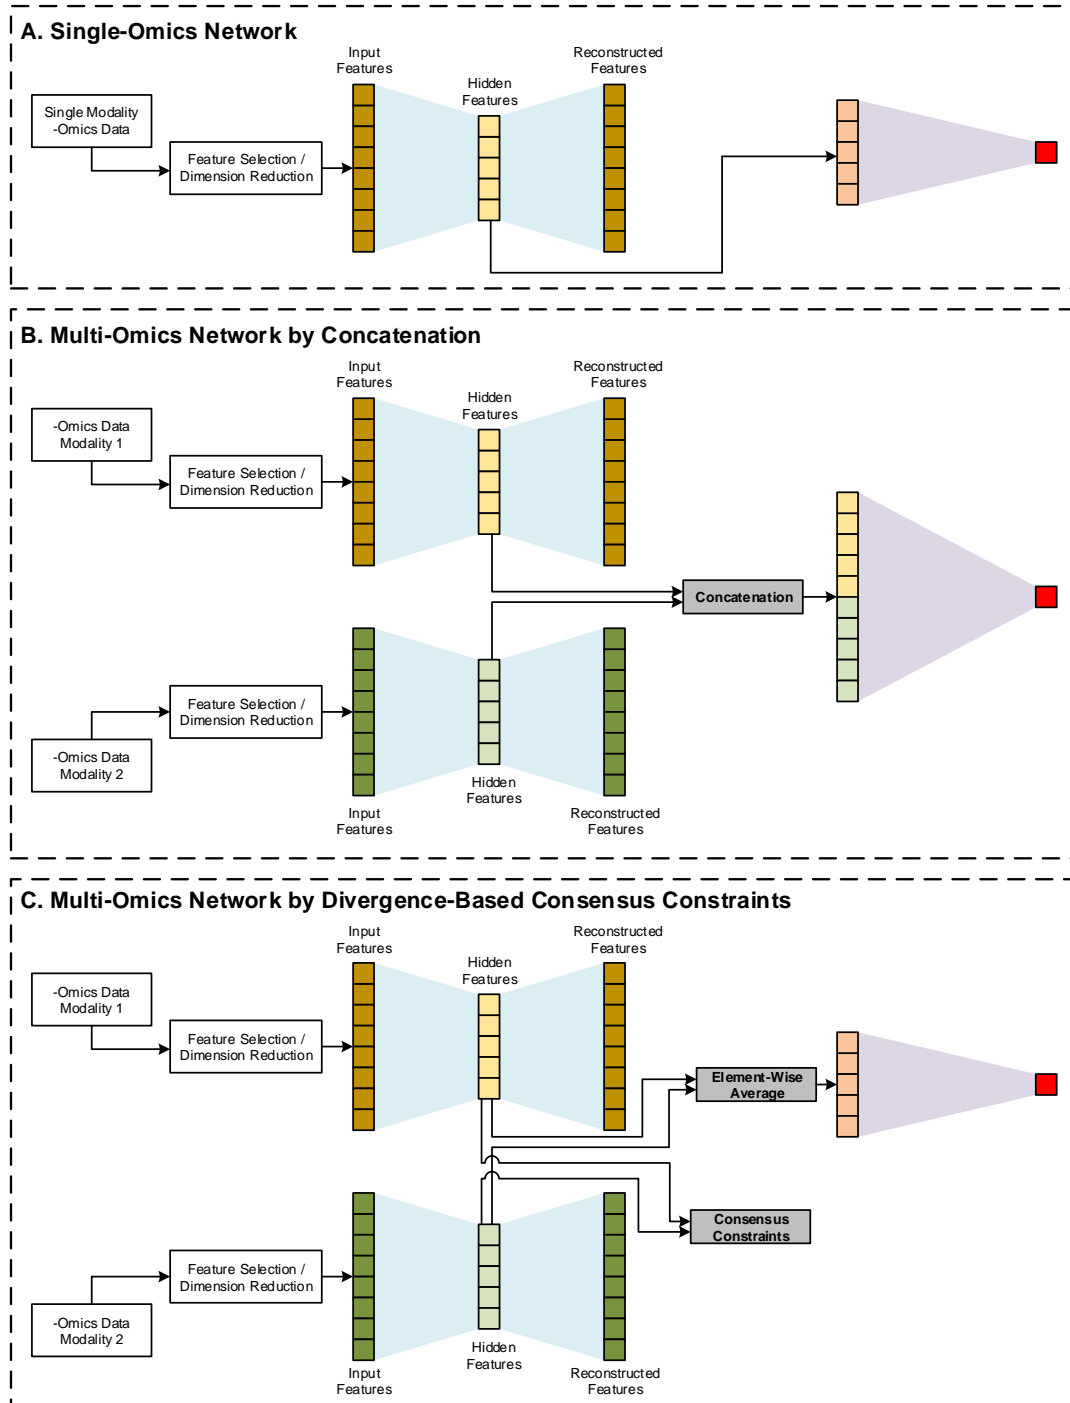 A. Single-Omics Network
Input
Features
Hidden
Features
Reconstructed
Features
Single Modality
-Omics Data
Feature Selection /
Dimension Reduction
B. Multi-Omics Network by Concatenation
Input
Features
Hidden
Features
Reconstructed
Features
-Omics Data
Modality 1
Feature Selection /
Dimension Reduction
Concatenation
Feature Selection /
Dimension Reduction
-Omics Data
Modality 2
Input
Features
Hidden
Features
Reconstructed
Features
C. Multi-Omics Network by Divergence-Based Consensus Constraints
Input
Features
Hidden
Features
Reconstructed
Features
-Omics Data
Modality 1
Feature Selection /
Dimension Reduction
Element-Wise
Average
Consensus
Constraints
Feature Selection /
Dimension Reduction
-Omics Data
Modality 2
Input
Features
Hidden
Features
Reconstructed
Features